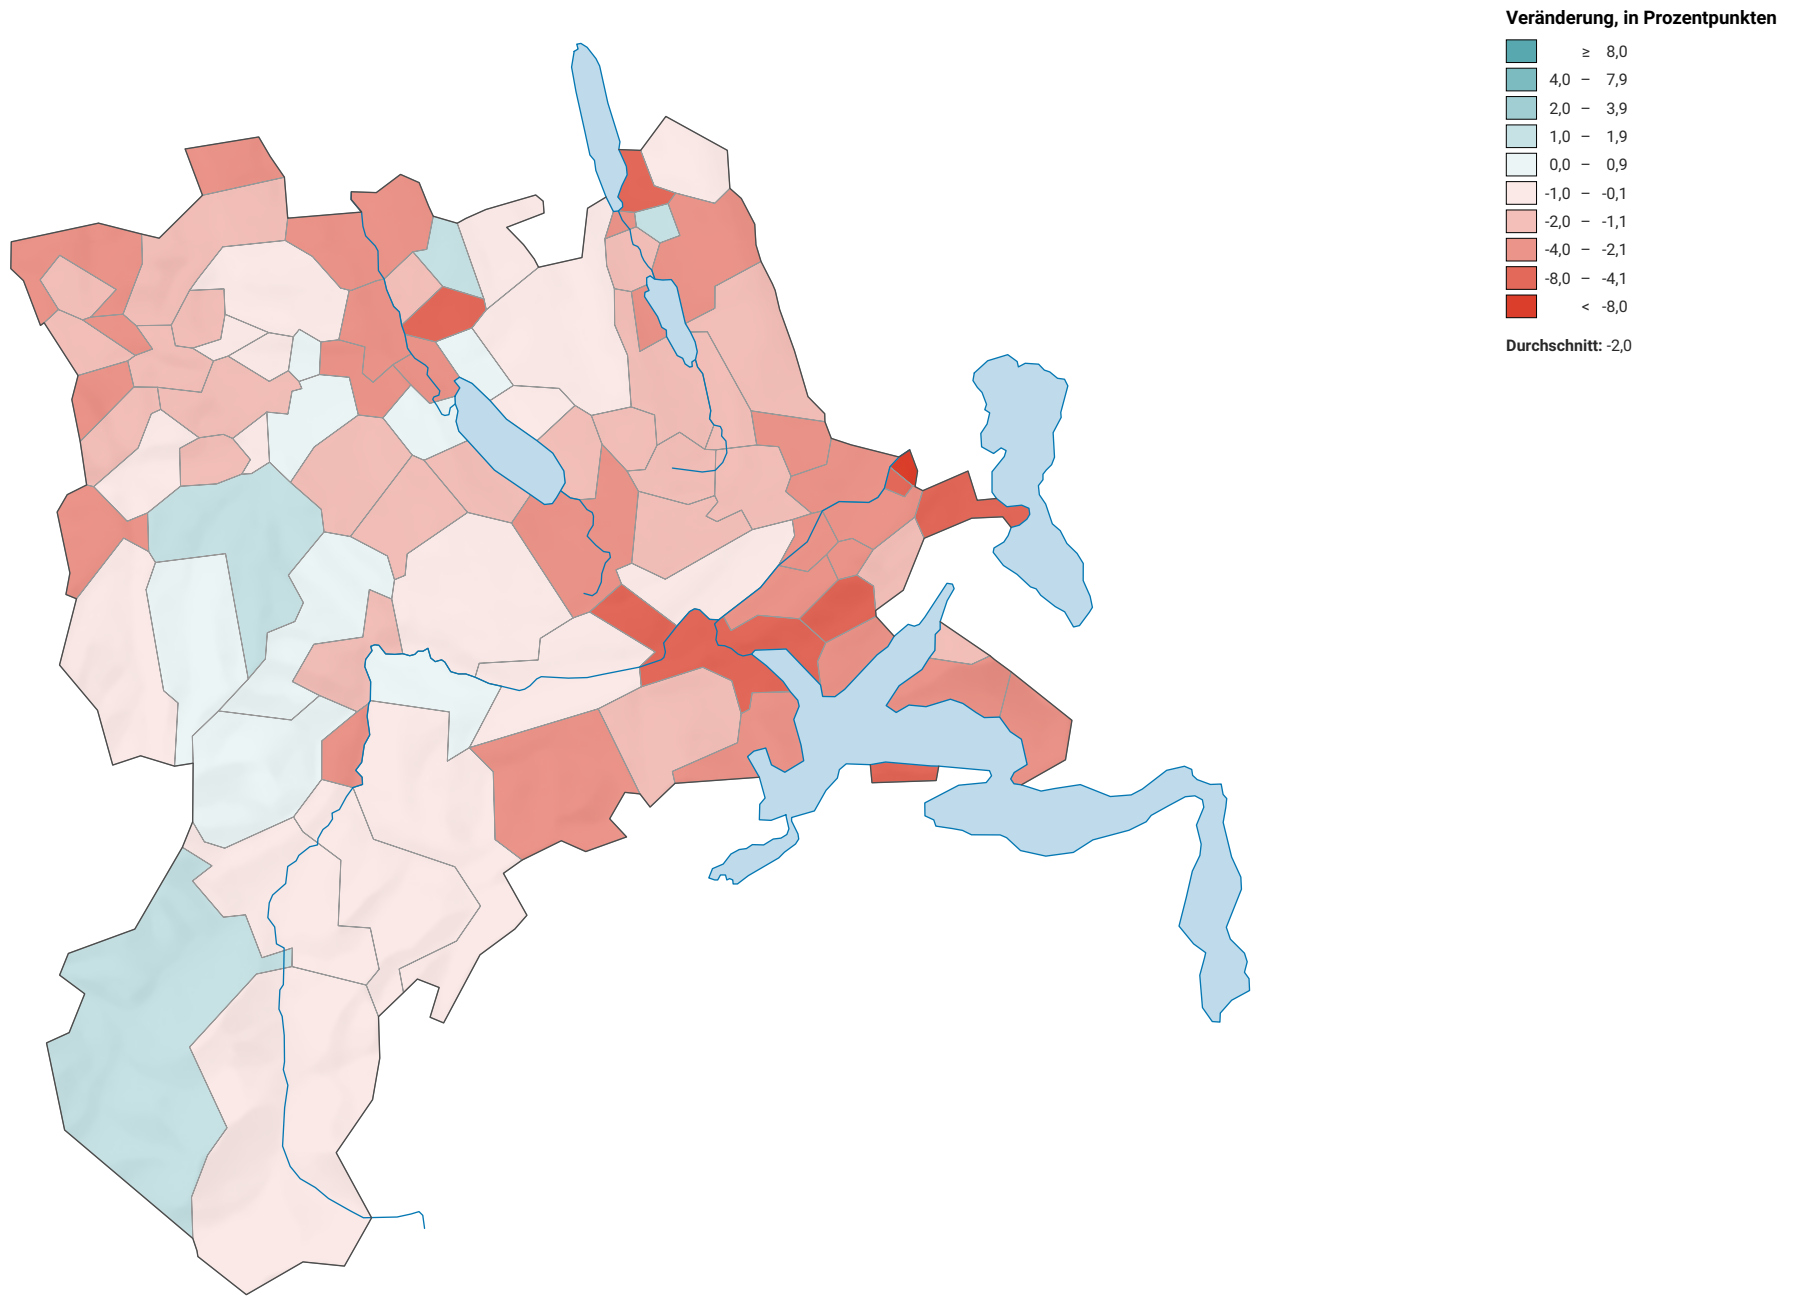 Veränderung, in Prozentpunkten
≥ 8,0
4,0 – 7,9
2,0 – 3,9
1,0 – 1,9
0,0 – 0,9
-1,0 – -0,1
-2,0 – -1,1
-4,0 – -2,1
-8,0 – -4,1
< -8,0
Durchschnitt: -2,0